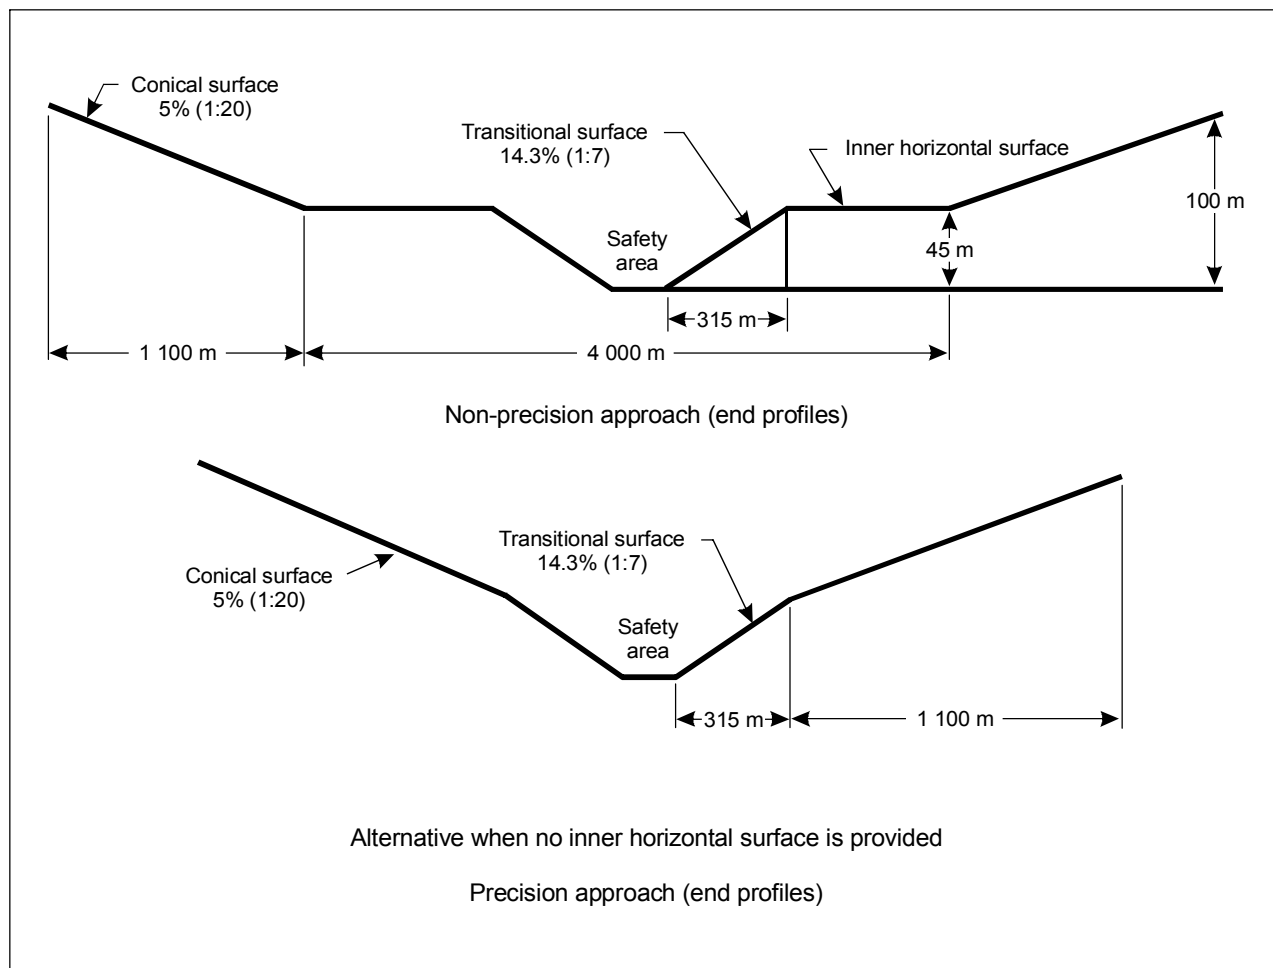 Conical surface
5% (1:20)
Transitional surface
14.3% (1:7)
Inner horizontal surface
100 m
Safety
area
45 m
315 m
1 100 m
4 000 m
Non-precision approach (end profiles)
Transitional surface
14.3% (1:7)
Conical surface
5% (1:20)
Safety
area
315 m
1 100 m
Alternative when no inner horizontal surface is provided
Precision approach (end profiles)